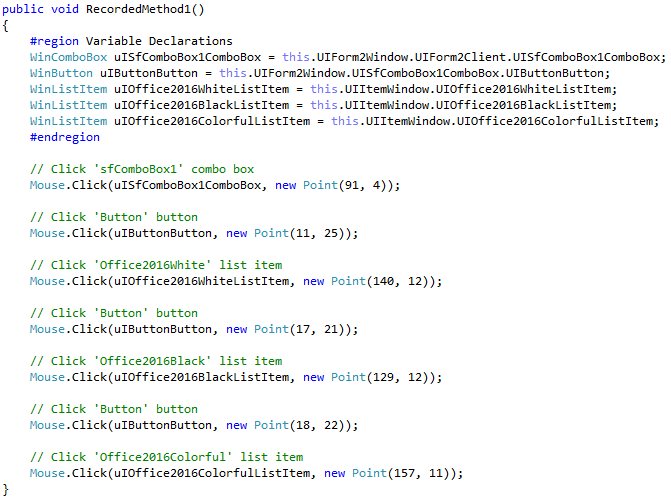 public void RecordedMethod1()
{
    #region Variable Declarations
    WinComboBox uISfComboBox1ComboBox = this.UIForm2Window.UIForm2Client.UISfComboBox1ComboBox;
    WinButton uIButtonButton = this.UIForm2Window.UISfComboBox1ComboBox.UIButtonButton;
    WinListItem uIOffice2016WhiteListItem = this.UIItemWindow.UIOffice2016WhiteListItem;
    WinListItem uIOffice2016BlackListItem = this.UIItemWindow.UIOffice2016BlackListItem;
    WinListItem uIOffice2016ColorfulListItem = this.UIItemWindow.UIOffice2016ColorfulListItem;
    #endregion

    // Click 'sfComboBox1' combo box
    Mouse.Click(uISfComboBox1ComboBox, new Point(91, 4));

    // Click 'Button' button
    Mouse.Click(uIButtonButton, new Point(11, 25));

    // Click 'Office2016White' list item
    Mouse.Click(uIOffice2016WhiteListItem, new Point(140, 12));

    // Click 'Button' button
    Mouse.Click(uIButtonButton, new Point(17, 21));

    // Click 'Office2016Black' list item
    Mouse.Click(uIOffice2016BlackListItem, new Point(129, 12));

    // Click 'Button' button
    Mouse.Click(uIButtonButton, new Point(18, 22));

    // Click 'Office2016Colorful' list item
    Mouse.Click(uIOffice2016ColorfulListItem, new Point(157, 11));
}